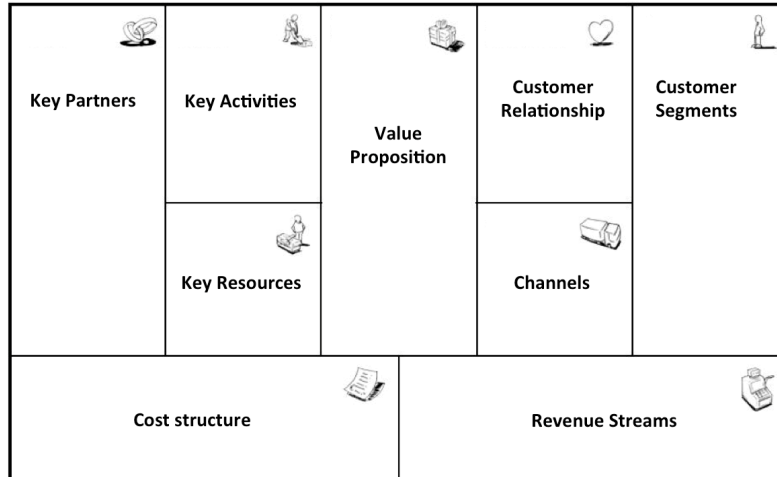 Key Partners
Key Activities
Key Resources
Value
Proposition
Customer
Relationship
Channels
Customer
Segments
Cost structure
Revenue Streams